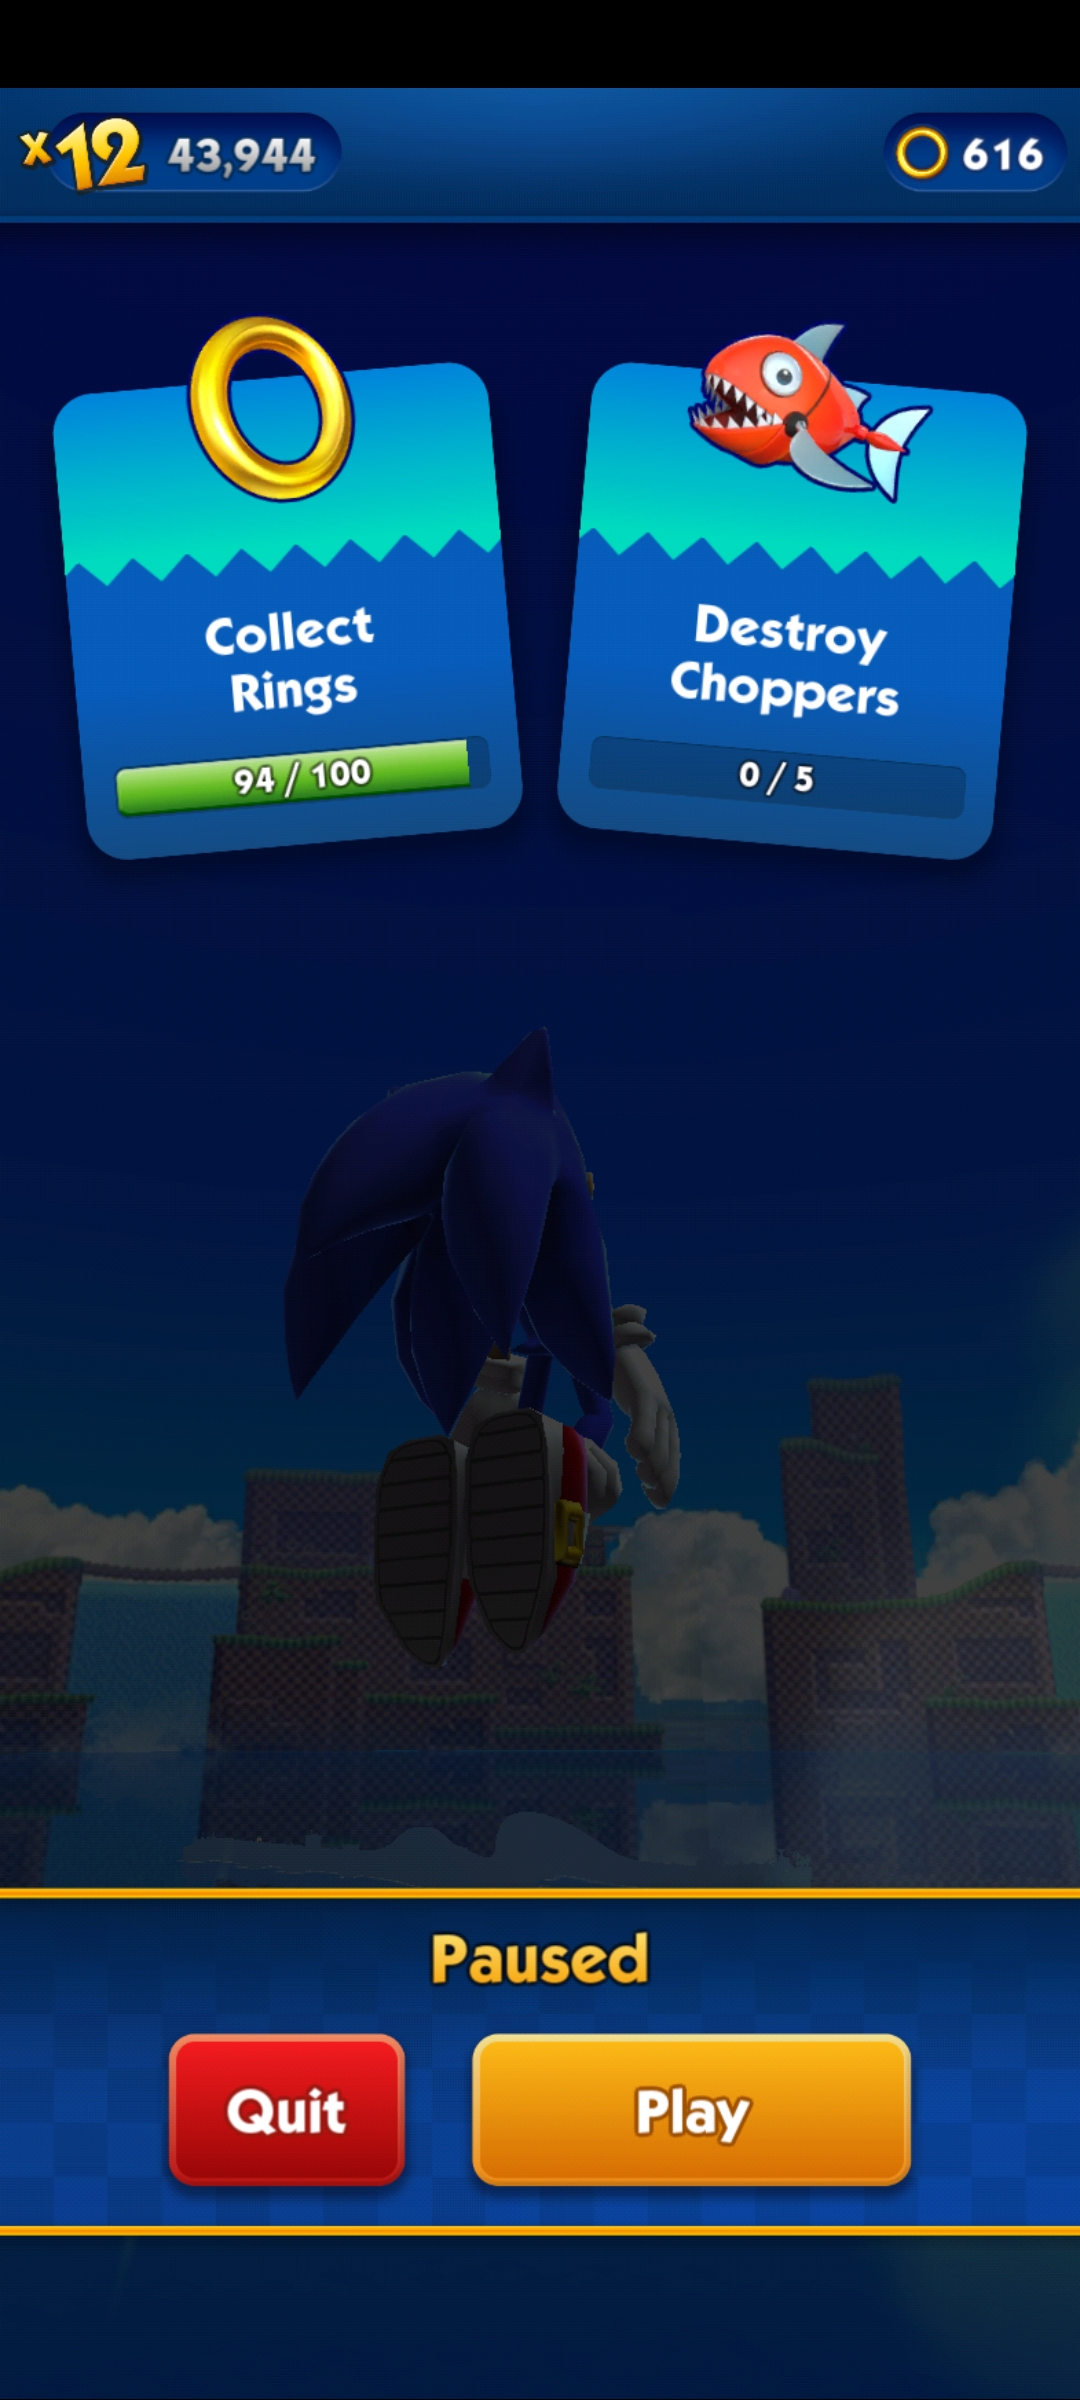 x12 43,944
616
Collect
Rings
94 / 100
Destroy
Choppers
0 / 5
Paused
Quit
Play